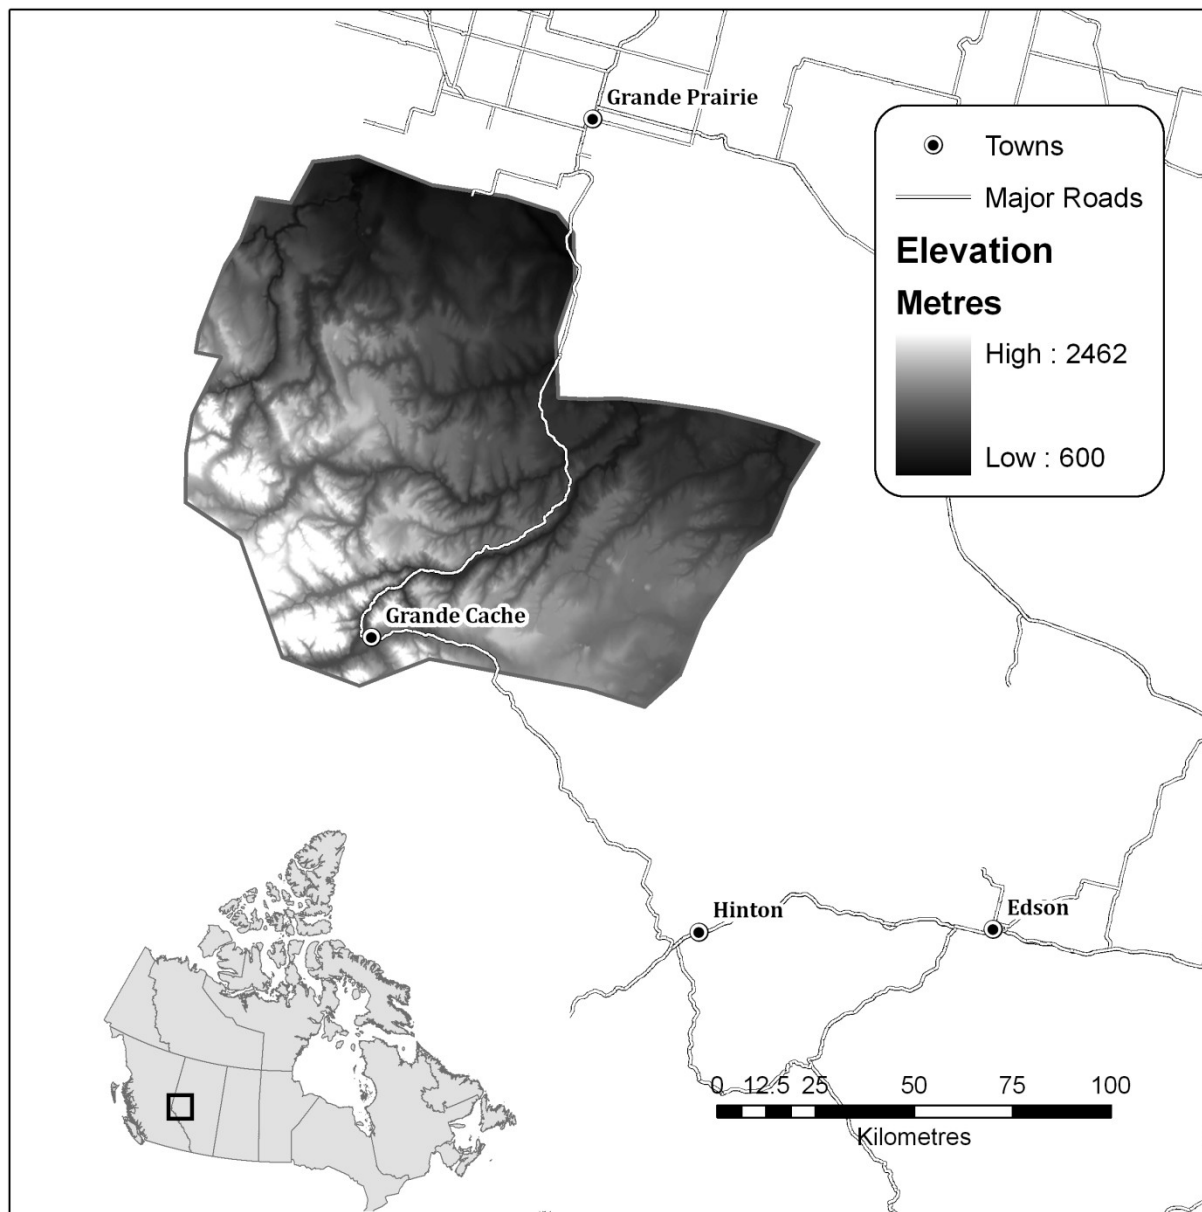 Grande Prairie
Towns
Major Roads
Elevation
Metres
High : 2462
Low : 600
Grande Cache
Hinton
Edson
0 12.5 25 50 75 100
Kilometres